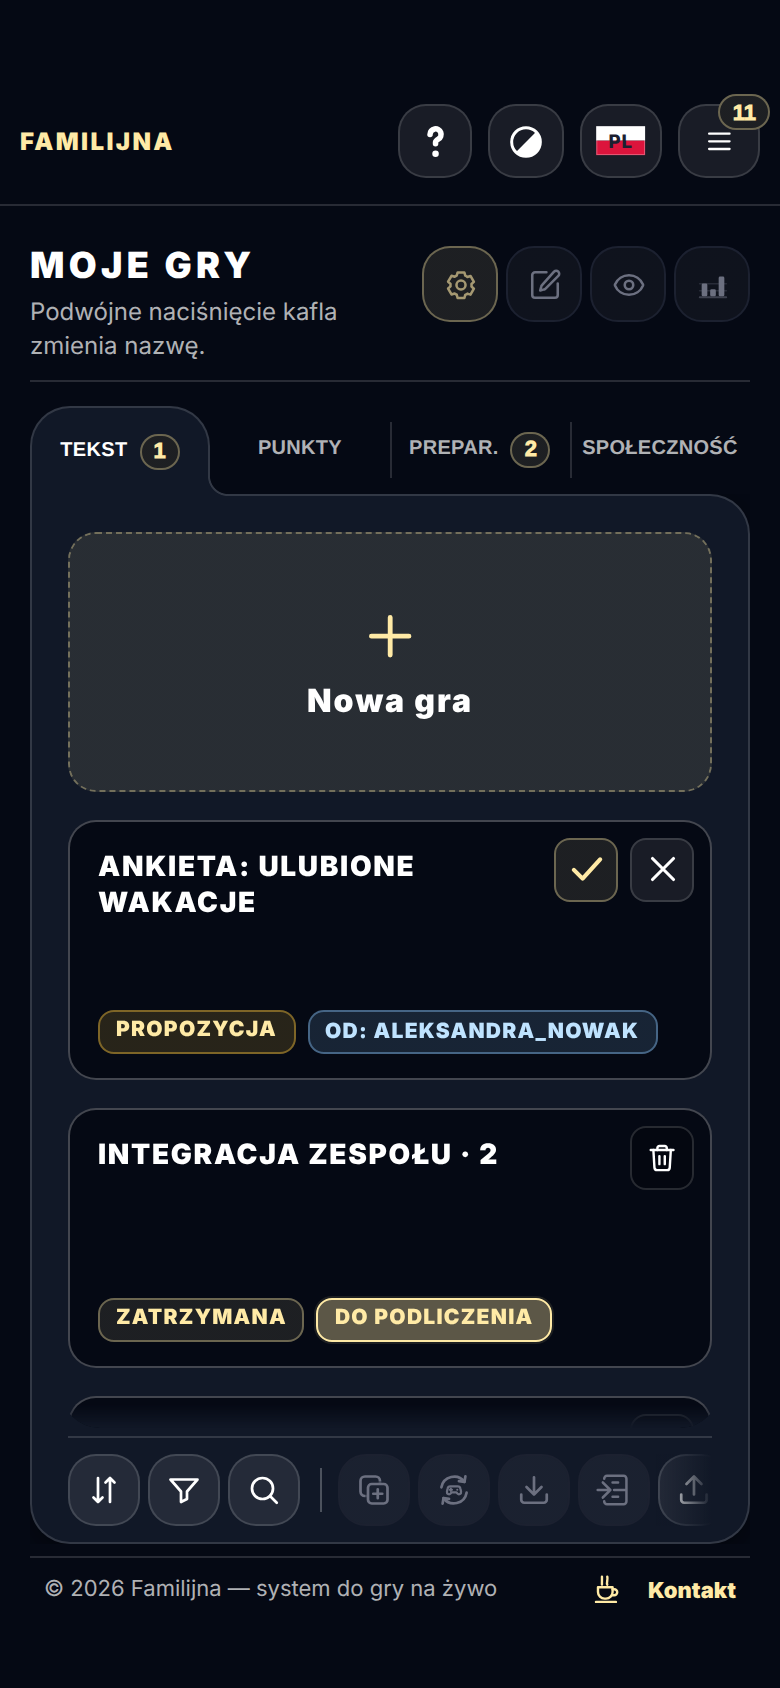 FAMILIJNA
?
PL
11
MOJE GRY
Podwójne naciśnięcie kafla
zmienia nazwę.
TEKST 1
PUNKTY
PREPAR. 2
SPOŁECZNOŚĆ
Nowa gra
ANKIETA: ULUBIONE
WAKACJE
PROPOZYCJA
OD: ALEKSANDRA_NOWAK
INTEGRACJA ZESPOŁU · 2
ZATRZYMANA
DO PODLICZENIA
© 2026 Familijna — system do gry na żywo
Kontakt